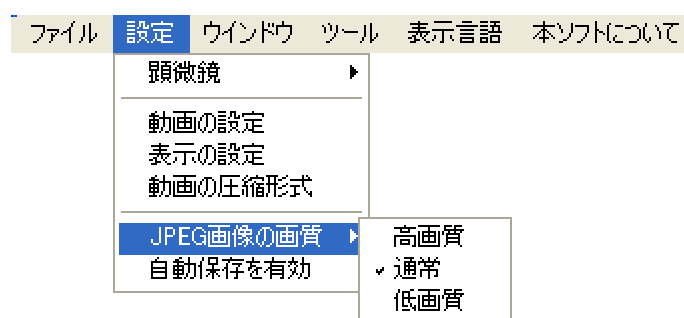 ファイル 設定 ウインドウ ツール 表示言語 本ソフトについて
顕微鏡
動画の設定
表示の設定
動画の圧縮形式
JPEG画像の画質
自動保存を有効
高画質
通常
低画質